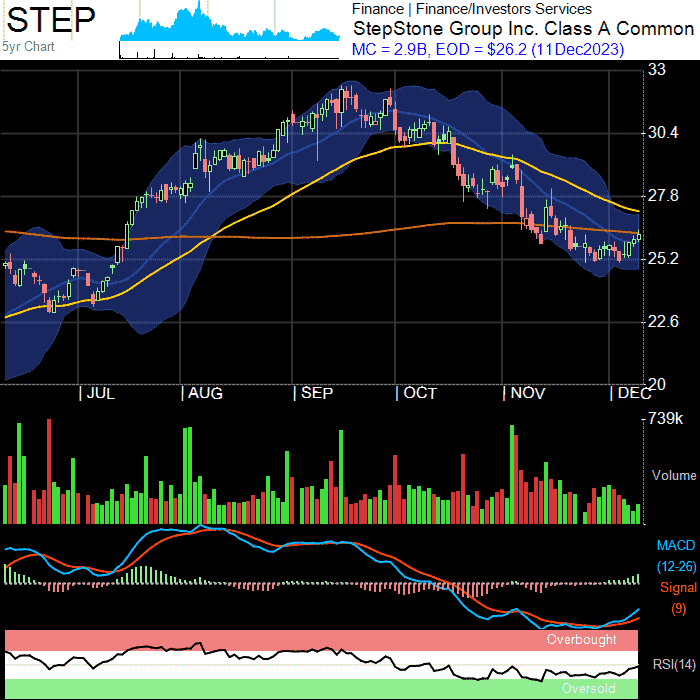 STEP
5yr Chart
Finance | Finance/Investors Services
StepStone Group Inc. Class A Common
MC = 2.9B, EOD = $26.2 (11Dec2023)
33
30.4
27.8
25.2
22.6
20
| JUL | AUG | SEP | OCT | NOV | DEC
739k
Volume
MACD
(12-26)
Signal
(9)
Overbought
RSI(14)
Oversold